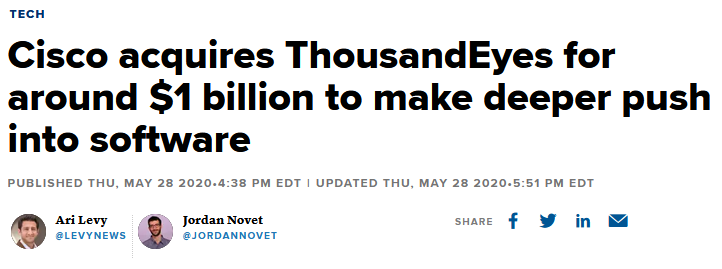 TECH
Cisco acquires ThousandEyes for
around $1 billion to make deeper push
into software
PUBLISHED THU, MAY 28 2020•4:38 PM EDT | UPDATED THU, MAY 28 2020•5:51 PM EDT
Ari Levy
@LEVYNEWS
Jordan Novet
@JORDANNOVET
SHARE